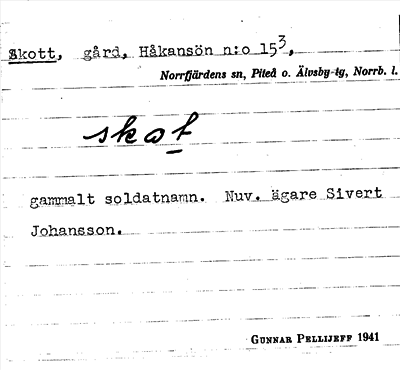 Skott, gård, Håkansön n:o 15³,
Norrfjärdens sn, Piteå o. Älvsby-tg, Norrb. l.
skot
gammalt soldatnamn. Nuv. ägare Sivert
Johansson.
GUNNAR PELLIJEFF 1941